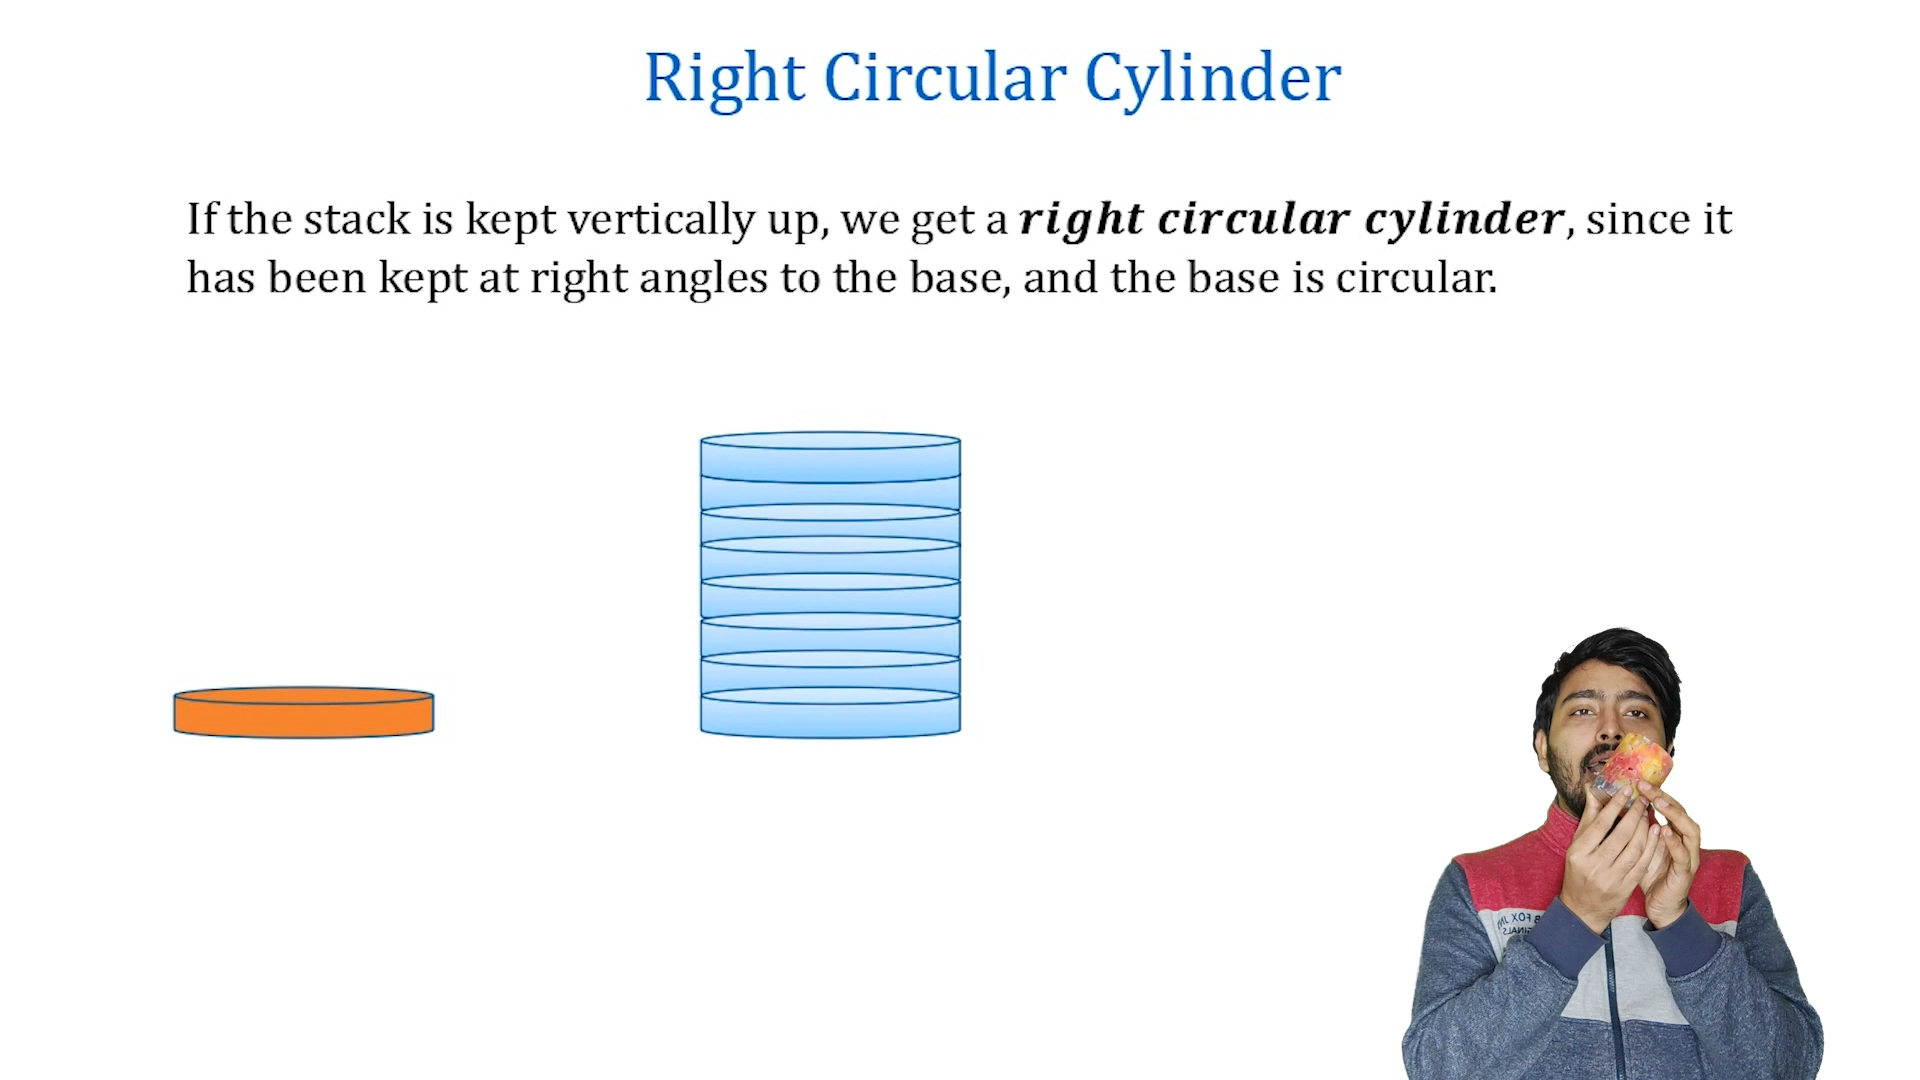 Right Circular Cylinder
If the stack is kept vertically up, we get a right circular cylinder, since it
has been kept at right angles to the base, and the base is circular.